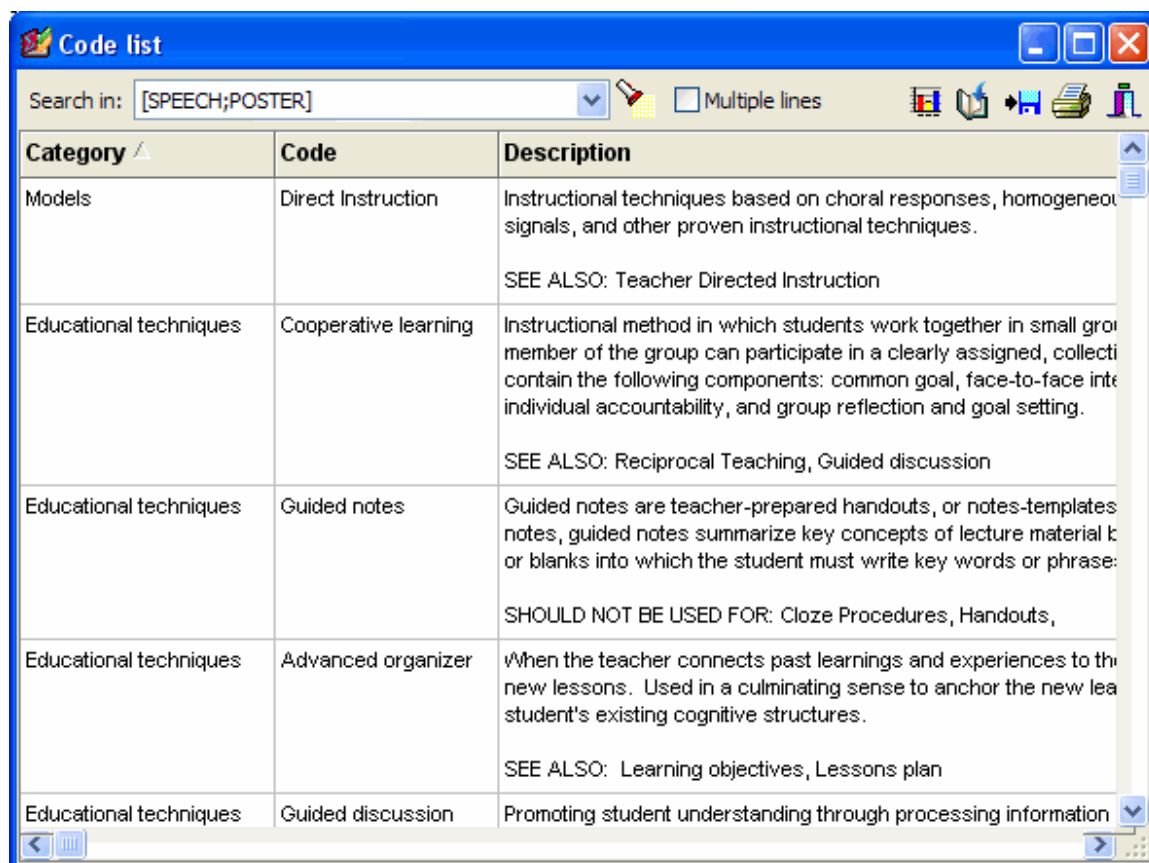 Code list
Search in: [SPEECH;POSTER] Multiple lines
Category Code Description
Models Direct Instruction Instructional techniques based on choral responses,
signals, and other proven instructional techniques.
SEE ALSO: Teacher Directed Instruction
Educational techniques Cooperative learning Instructional method in which students work together in small
member of the group can participate in a clearly assigned,
contain the following components: common goal, face-to-face
individual accountability, and group reflection and goal setting.
SEE ALSO: Reciprocal Teaching, Guided discussion
Educational techniques Guided notes Guided notes are teacher-prepared handouts, or notes-templates
notes, guided notes summarize key concepts of lecture material
or blanks into which the student must write key words or
SHOULD NOT BE USED FOR: Cloze Procedures, Handouts,
Educational techniques Advanced organizer When the teacher connects past learnings and experiences to
new lessons. Used in a culminating sense to anchor the new
student's existing cognitive structures.
SEE ALSO: Learning objectives, Lessons plan
Educational techniques Guided discussion Promoting student understanding through processing information